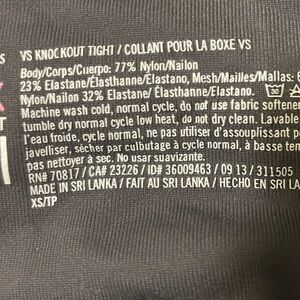 VS KNOCKOUT TIGHT / COLLANT POUR LA BOXE VS
Body/Corps/Cuerpo: 77% Nylon/Nailon
23% Elastane/Élasthanne/Elastano, Mesh/Mailles/Mallas: 6
Nylon/Nailon 32% Elastane/ Élasthanne/Elastano.
Machine wash cold, normal cycle, do not use fabric softener
tumble dry normal cycle low heat, do not dry clean. Lavable
l'eau froide, cycle normal, ne pas utiliser d'assouplissant p
javelliser, sécher par culbutage à cycle normal, à tempe
pas nettoyer à sec. No usar suavizante.
RN# 70817 / CA# 23226 / ID# 36009463 / 09 13 / 311505
MADE IN SRI LANKA / FAIT AU SRI LANKA / HECHO EN SRI LA
XS/TP